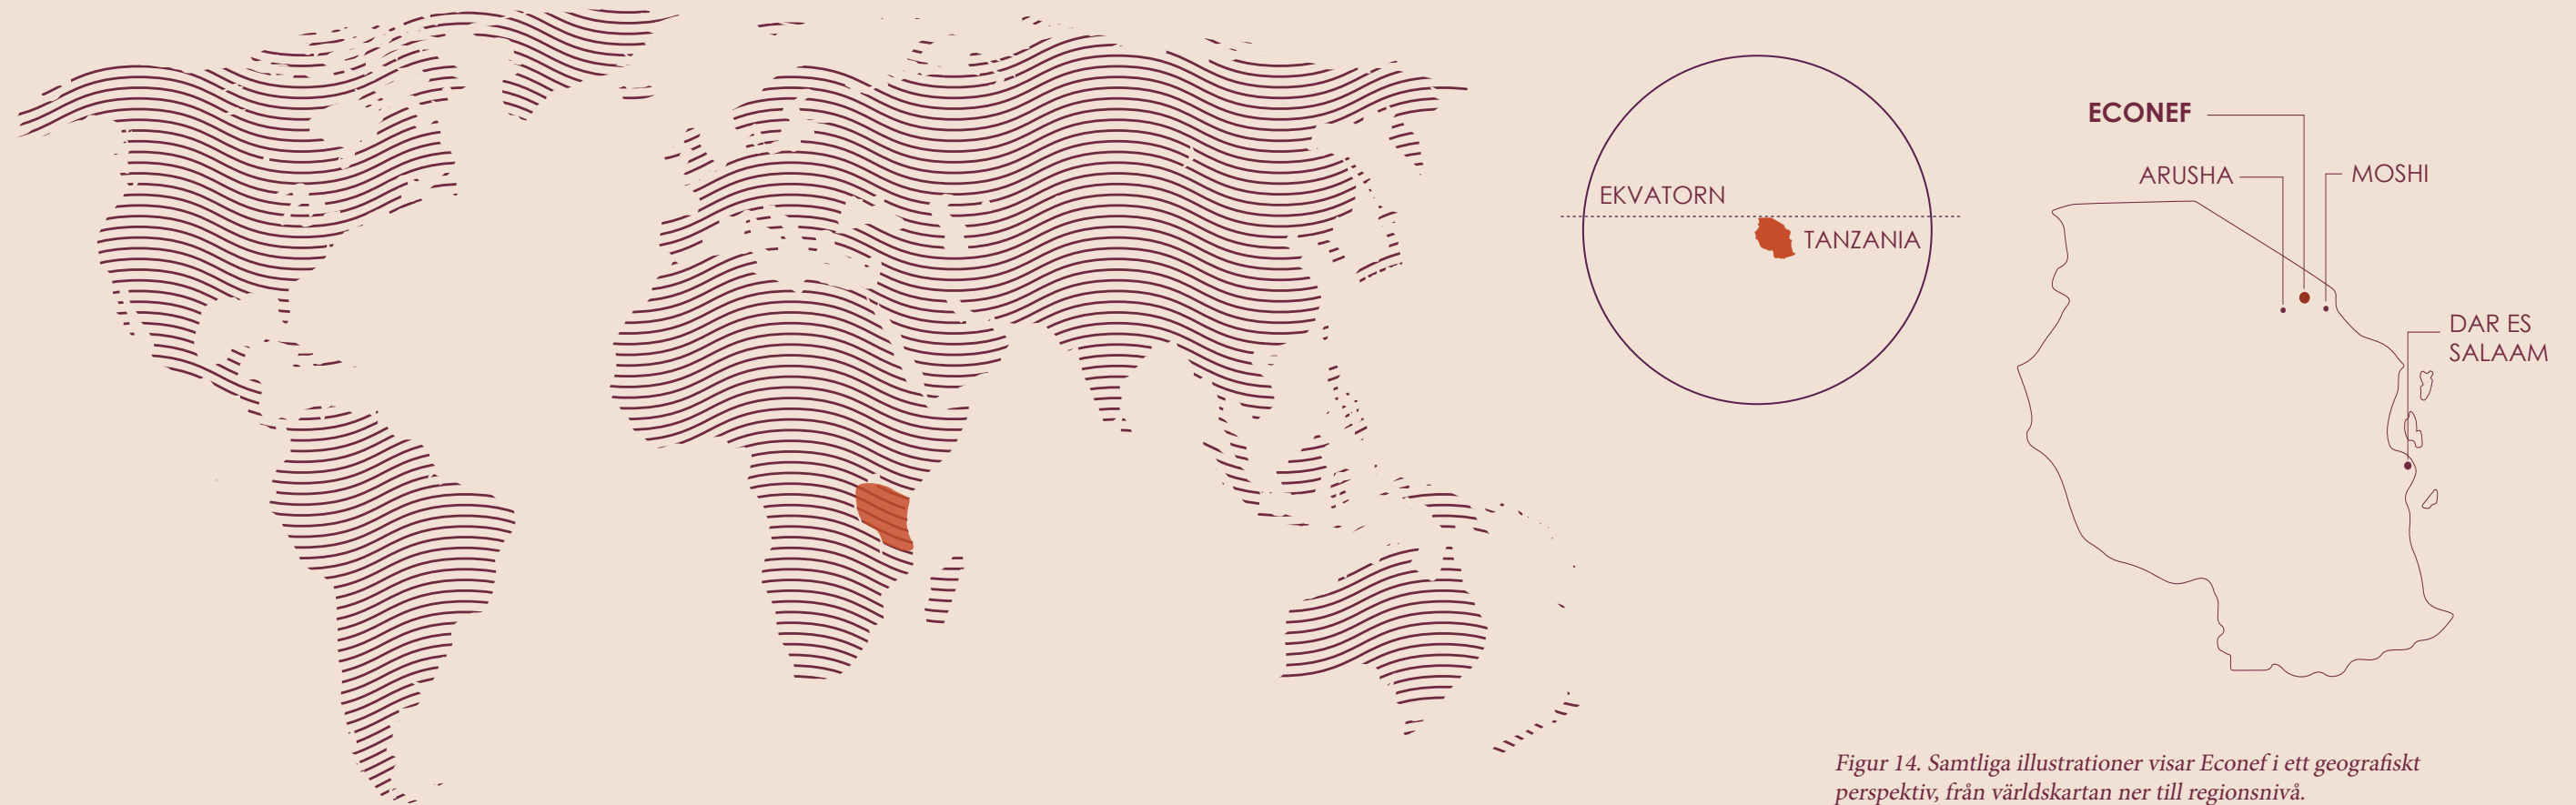 EKVATORN
TANZANIA
ECONEF
ARUSHA
MOSHI
DAR ES
SALAAM
Figur 14. Samtliga illustrationer visar Econef i ett geografiskt
perspektiv, från världskartan ner till regionsnivå.